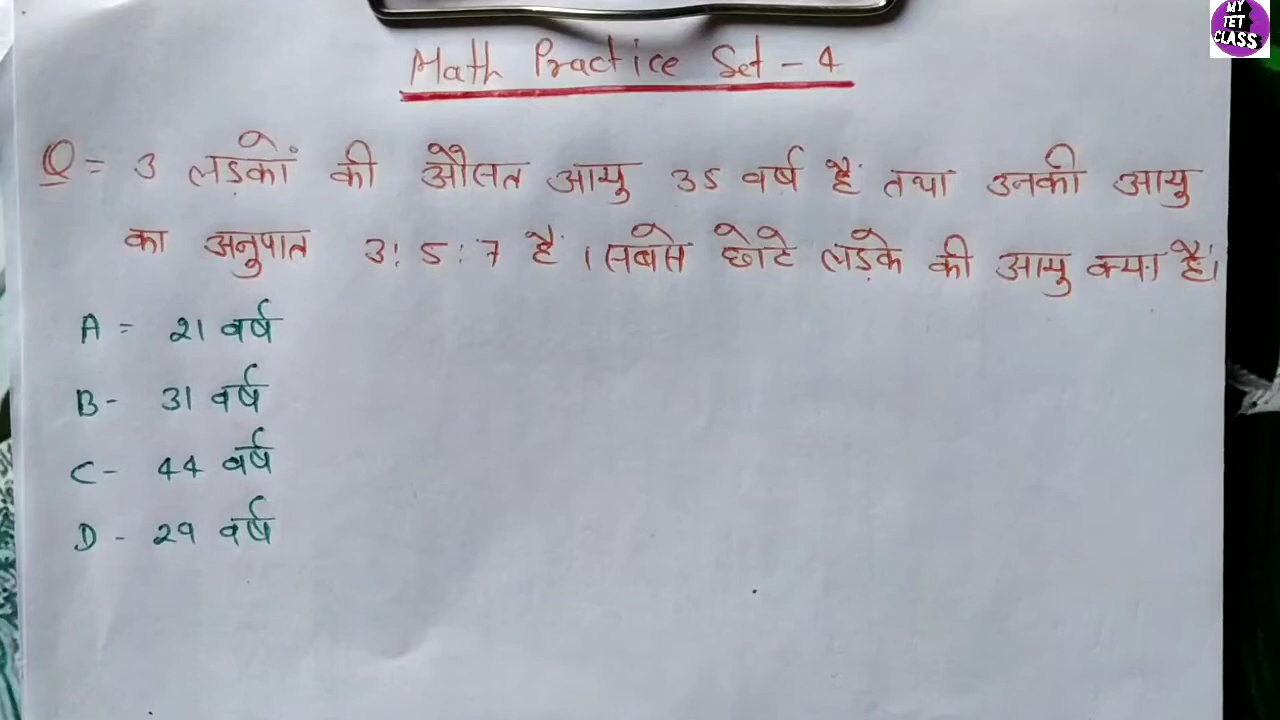 MY
TET
CLASS
Math Practice Set - 4
Q = 3 लड़कों की औसत आयु 35 वर्ष है तथा उनकी आयु
का अनुपात 3: 5 : 7 है । सबसे छोटे लड़के की आयु क्या है।
A = 21 वर्ष
B - 31 वर्ष
C - 44 वर्ष
D - 29 वर्ष